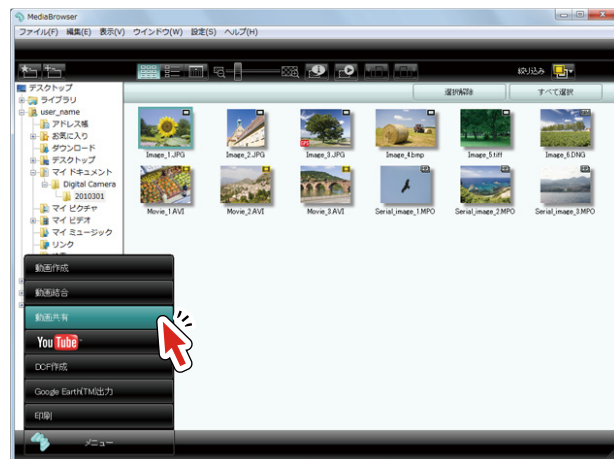 MediaBrowser
ファイル(F) 編集(E) 表示(V) ウインドウ(W) 設定(S) ヘルプ(H)
絞り込み
デスクトップ
選択解除 すべて選択
ライブラリ
user_name
アドレス帳
お気に入り
ダウンロード
デスクトップ
マイ ドキュメント
Digital Camera
20100301
マイ ピクチャ
マイ ビデオ
マイ ミュージック
リンク
Image_1.JPG Image_2.JPG Image_3.JPG Image_4.bmp Image_5.tiff Image_6.DNG
Movie_1.AVI Movie_2.AVI Movie_3.AVI Serial_image_1.MPO Serial_image_2.MPO Serial_image_3.MPO
動画作成
動画結合
動画共有
YouTube
DCF作成
Google Earth(TM)出力
印刷
メニュー